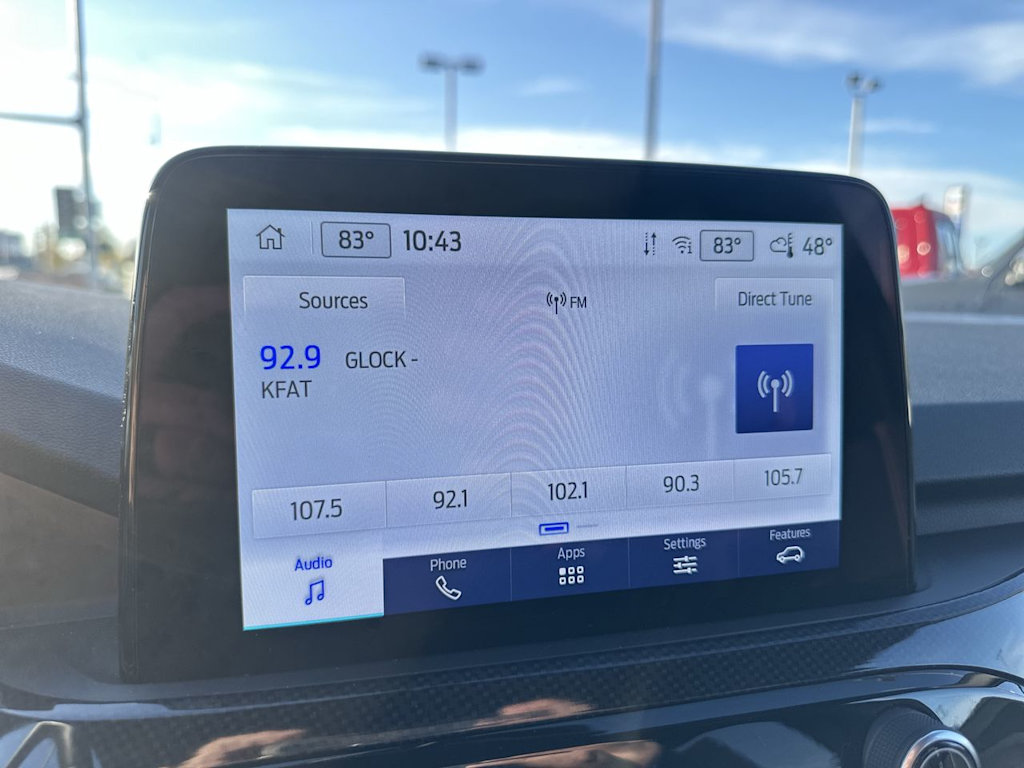 83° 10:43 83° 48°
Sources FM Direct Tune
92.9 GLOCK -
KFAT
107.5 92.1 102.1 90.3 105.7
Audio Phone Apps Settings Features